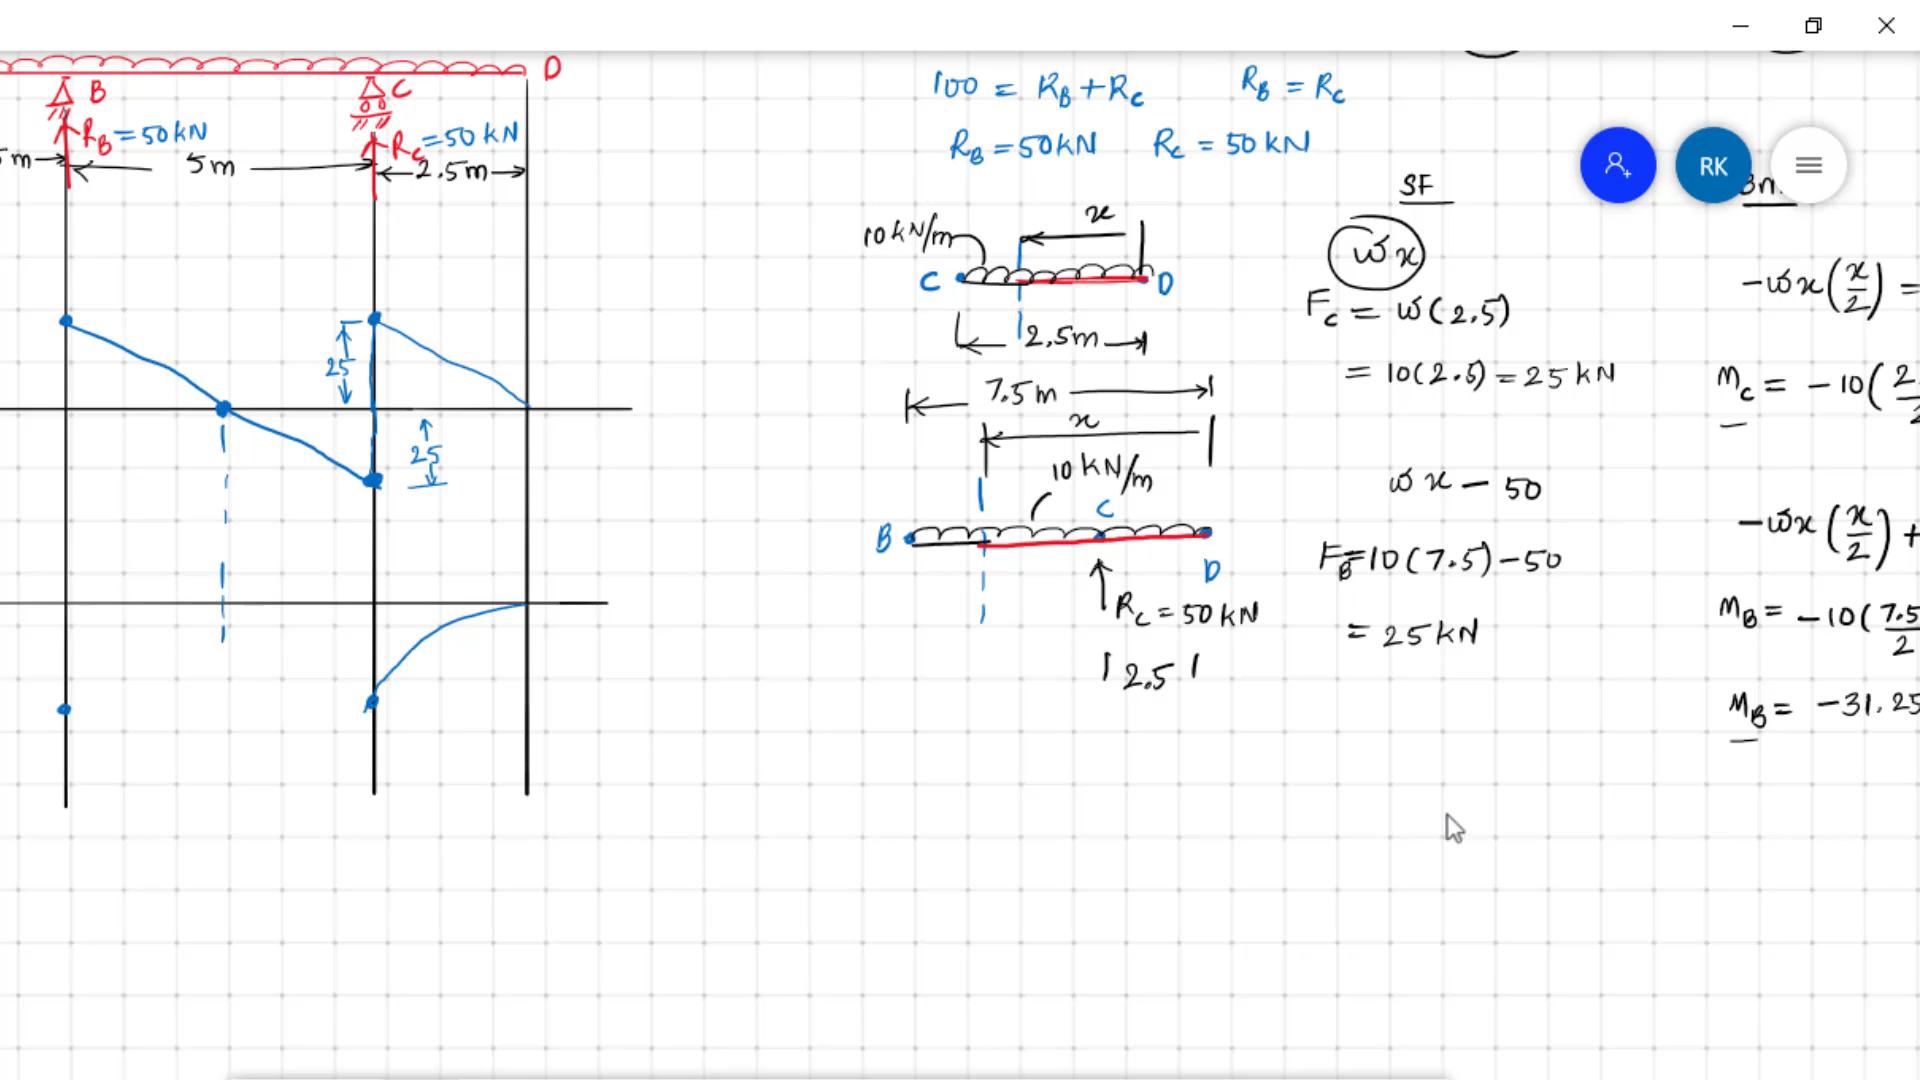 D
B
C
R_B = 50 kN
R_C = 50 kN
5m
2.5m
25
25
100 = R_B + R_C
R_B = R_C
R_B = 50KN
R_C = 50 KN
RK
SF
10 kN/m
x
C
D
2.5m
wx
F_C = w(2.5)
= 10(2.5) = 25 KN
-wx(x/2) =
M_C = -10(
7.5m
x
10 KN/m
B
C
D
R_C = 50 KN
2.5
wx - 50
F_B = 10(7.5) - 50
= 25 KN
-wx(x/2) +
M_B = -10(7.5/2
M_B = -31.25